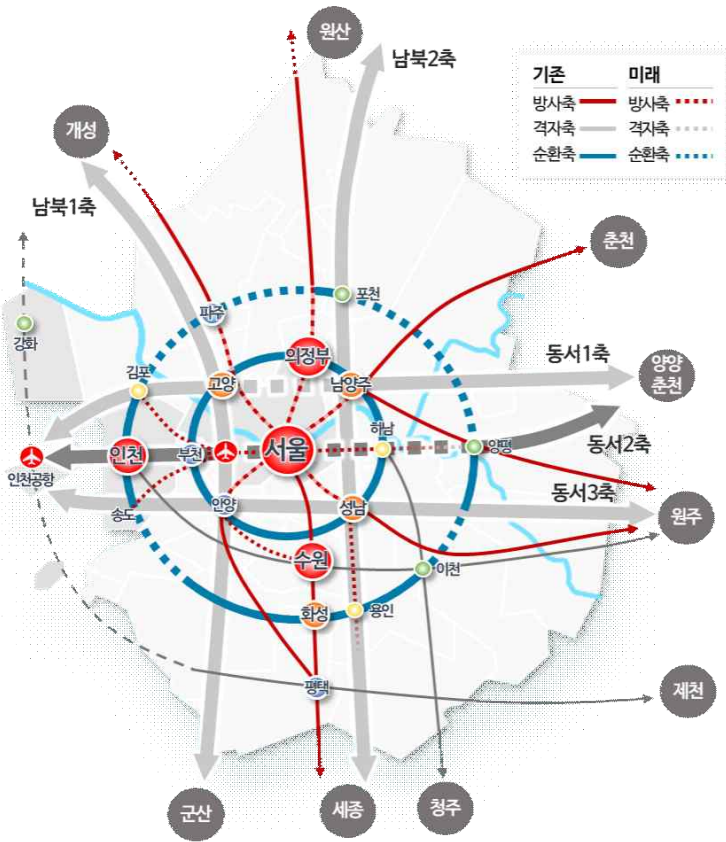 원산
남북2축
기존 미래
방사축 방사축
격자축 격자축
순환축 순환축
개성
남북1축
춘천
파주
포천
강화
김포
의정부
동서1축
고양
남양주
양양
춘천
하남
동서2축
인천
부천
서울
양평
인천공항
동서3축
송도
안양
성남
원주
수원
이천
화성
용인
평택
제천
군산
세종
청주